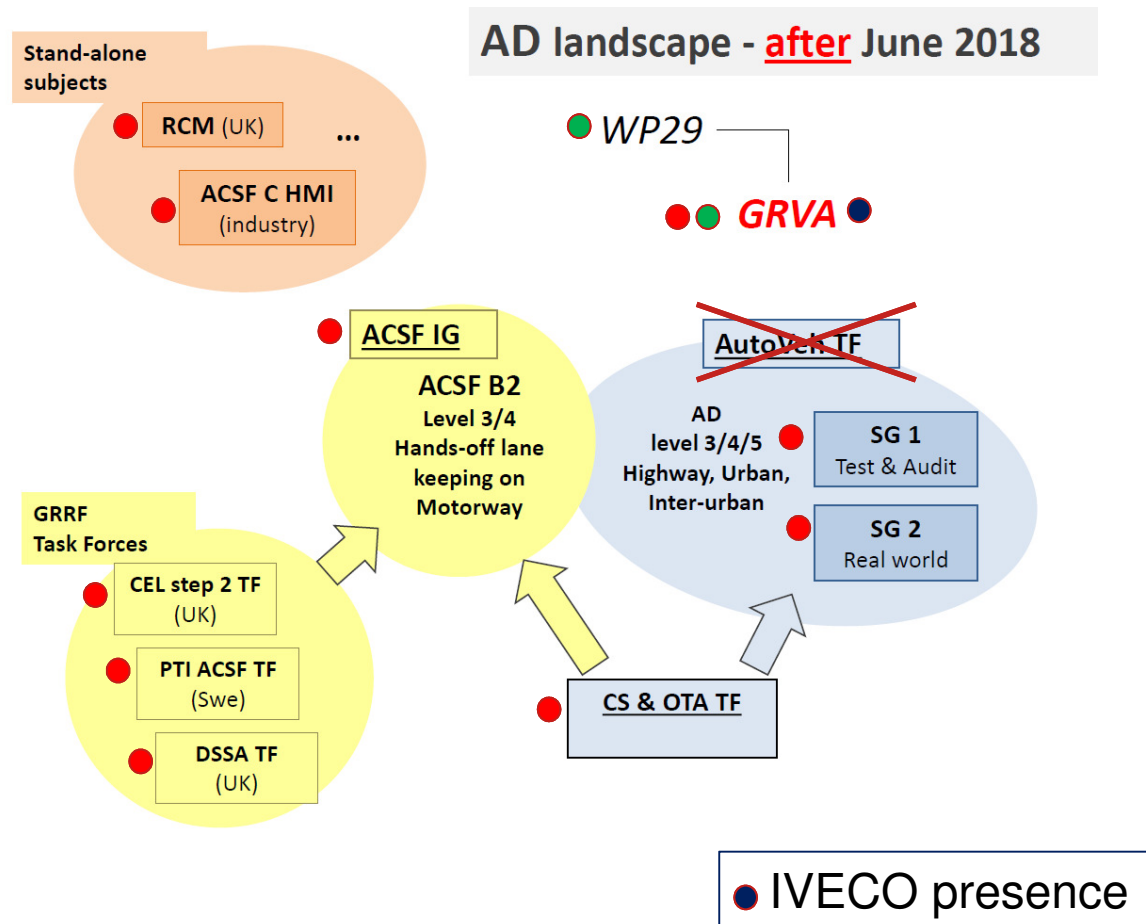 AD landscape - after June 2018
Stand-alone
subjects
RCM (UK)
...
ACSF C HMI
(industry)
WP29
GRVA
ACSF IG
ACSF B2
Level 3/4
Hands-off lane
keeping on
Motorway
AutoVeh TF
AD
level 3/4/5
Highway, Urban,
Inter-urban
SG 1
Test & Audit
SG 2
Real world
GRRF
Task Forces
CEL step 2 TF
(UK)
PTI ACSF TF
(Swe)
DSSA TF
(UK)
CS & OTA TF
IVECO presence